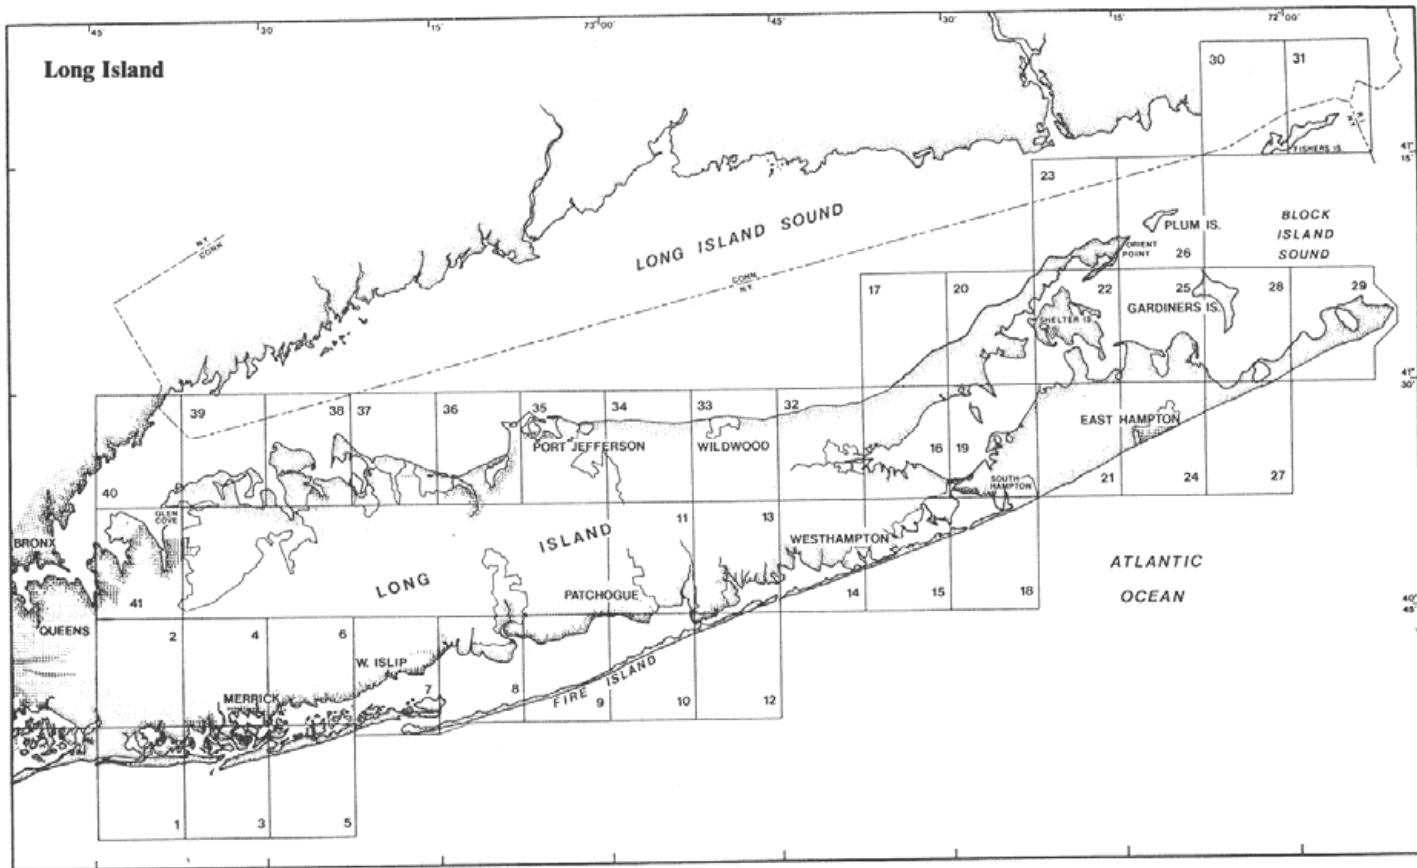 45' 30' 15' 73°00' 45' 30' 15' 72°00'
Long Island
30 31
R.I.
N.Y.
FISHERS IS.
41°
15'
23
N.Y.
CONN
LONG ISLAND SOUND
CONN
N.Y.
PLUM IS.
ORIENT
POINT
26
BLOCK
ISLAND
SOUND
17 20 22 25 28 29
GARDINERS IS.
SHELTER IS.
41°
30'
39 38 37 36 35 34 33 32
PORT JEFFERSON
WILDWOOD
EAST HAMPTON
16 19
SOUTH-
HAMPTON
40
21 24 27
GLEN
COVE
11 13
BRONX
ISLAND
WESTHAMPTON
LONG
ATLANTIC
OCEAN
PATCHOGUE
41
14 15 18
40°
45'
QUEENS
2 4 6
W. ISLIP
FIRE ISLAND
MERRICK
7 8 9 10 12
1 3 5